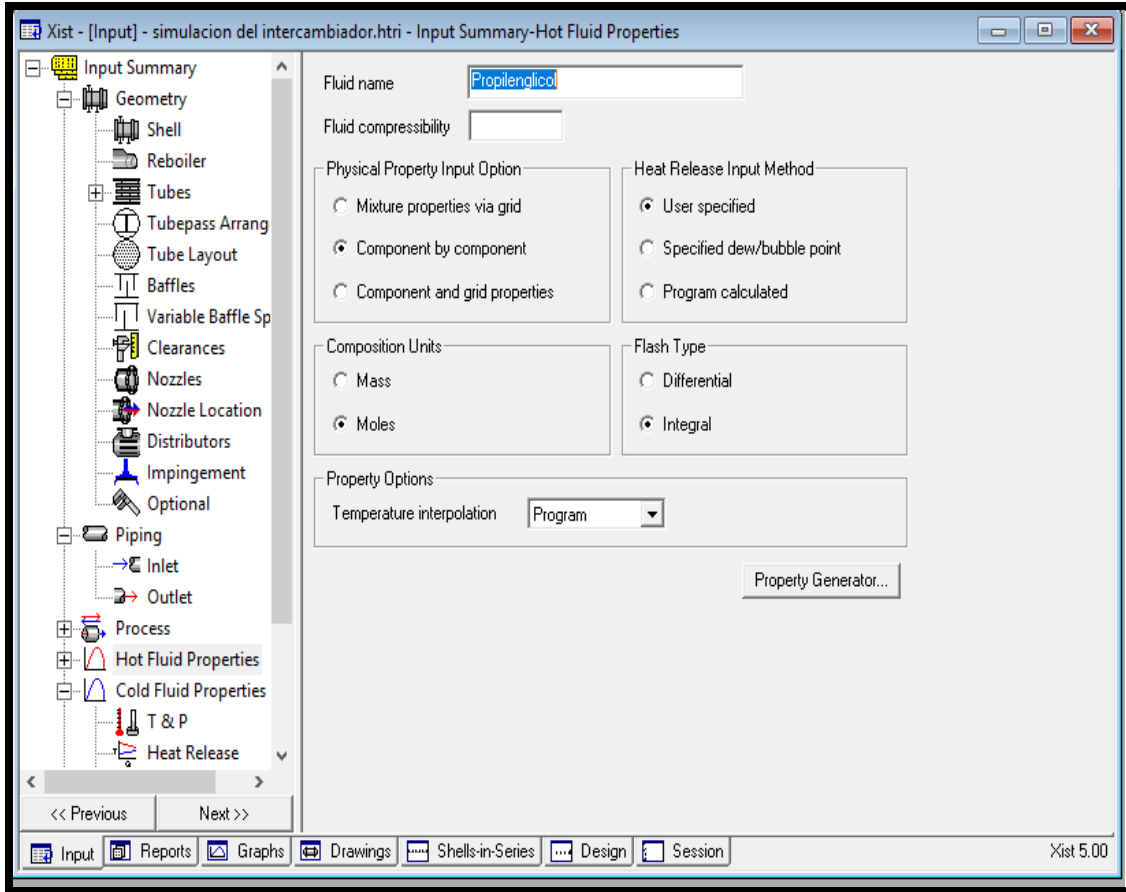 Xist - [Input] - simulacion del intercambiador.htri - Input Summary-Hot Fluid Properties
Input Summary
Geometry
Shell
Reboiler
Tubes
Tubepass Arrang
Tube Layout
Baffles
Variable Baffle Sp
Clearances
Nozzles
Nozzle Location
Distributors
Impingement
Optional
Piping
Inlet
Outlet
Process
Hot Fluid Properties
Cold Fluid Properties
T & P
Heat Release
<< Previous
Next >>
Fluid name
Propilenglicol
Fluid compressibility
Physical Property Input Option
Mixture properties via grid
Component by component
Component and grid properties
Heat Release Input Method
User specified
Specified dew/bubble point
Program calculated
Composition Units
Mass
Moles
Flash Type
Differential
Integral
Property Options
Temperature interpolation
Program
Property Generator...
Input
Reports
Graphs
Drawings
Shells-in-Series
Design
Session
Xist 5.00